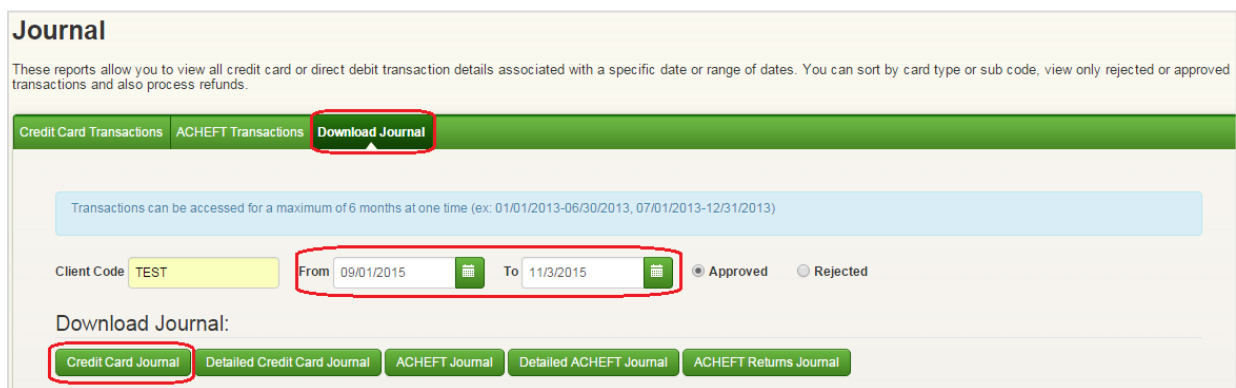 Journal
These reports allow you to view all credit card or direct debit transaction details associated with a specific date or range of dates. You can sort by card type or sub code, view only rejected or approved
transactions and also process refunds.
Credit Card Transactions ACHEFT Transactions Download Journal
Transactions can be accessed for a maximum of 6 months at one time (ex: 01/01/2013-06/30/2013, 07/01/2013-12/31/2013)
Client Code TEST From 09/01/2015 To 11/3/2015 Approved Rejected
Download Journal:
Credit Card Journal Detailed Credit Card Journal ACHEFT Journal Detailed ACHEFT Journal ACHEFT Returns Journal